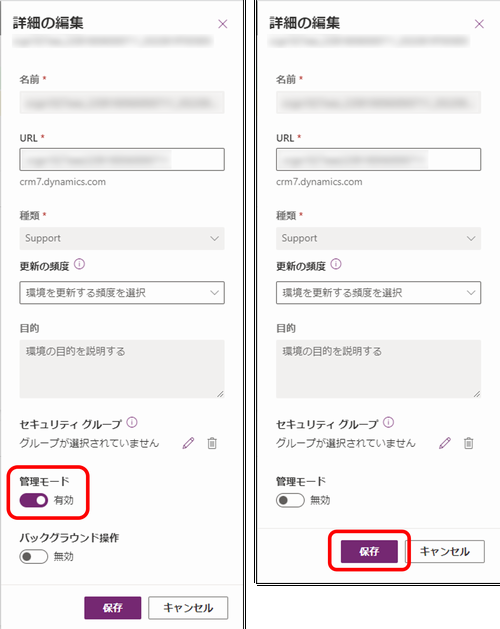 詳細の編集
名前 *
URL *
crm7.dynamics.com
種類 *
Support
更新の頻度
環境を更新する頻度を選択
目的
環境の目的を説明する
セキュリティ グループ
グループが選択されていません
管理モード
有効
バックグラウンド操作
無効
保存 キャンセル
詳細の編集
名前 *
URL *
crm7.dynamics.com
種類 *
Support
更新の頻度
環境を更新する頻度を選択
目的
環境の目的を説明する
セキュリティ グループ
グループが選択されていません
管理モード
無効
保存 キャンセル